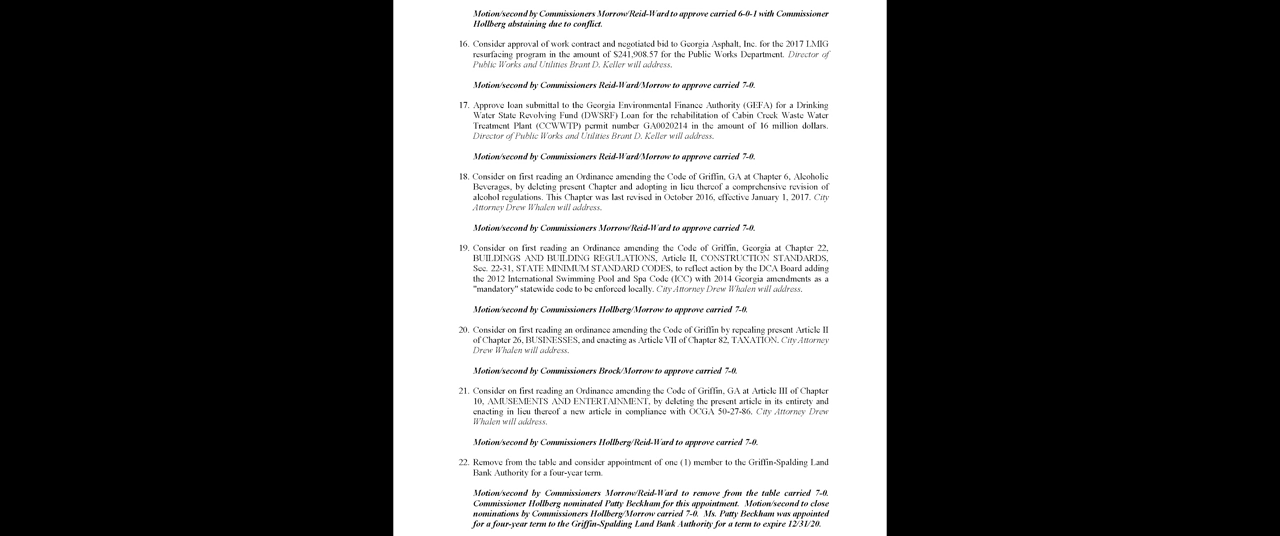 Motion/second by Commissioners Morrow/Reid-Ward to approve carried 6-0-1 with Commissioner
Hollberg abstaining due to conflict.
16. Consider approval of work contract and negotiated bid to Georgia Asphalt, Inc. for the 2017 LMIG
resurfacing program in the amount of $241,908.57 for the Public Works Department. Director of
Public Works and Utilities Brant D. Keller will address.
Motion/second by Commissioners Reid-Ward/Morrow to approve carried 7-0.
17. Approve loan submittal to the Georgia Environmental Finance Authority (GEFA) for a Drinking
Water State Revolving Fund (DWSRF) Loan for the rehabilitation of Cabin Creek Waste Water
Treatment Plant (CCWWTP) permit number GA0020214 in the amount of 16 million dollars.
Director of Public Works and Utilities Brant D. Keller will address.
Motion/second by Commissioners Reid-Ward/Morrow to approve carried 7-0.
18. Consider on first reading an Ordinance amending the Code of Griffin, GA at Chapter 6, Alcoholic
Beverages, by deleting present Chapter and adopting in lieu thereof a comprehensive revision of
alcohol regulations. This Chapter was last revised in October 2016, effective January 1, 2017. City
Attorney Drew Whalen will address.
Motion/second by Commissioners Morrow/Reid-Ward to approve carried 7-0.
19. Consider on first reading an Ordinance amending the Code of Griffin, Georgia at Chapter 22,
BUILDINGS AND BUILDING REGULATIONS, Article II, CONSTRUCTION STANDARDS,
Sec. 22-31, STATE MINIMUM STANDARD CODES, to reflect action by the DCA Board adding
the 2012 International Swimming Pool and Spa Code (ICC) with 2014 Georgia amendments as a
"mandatory" statewide code to be enforced locally. City Attorney Drew Whalen will address.
Motion/second by Commissioners Hollberg/Morrow to approve carried 7-0.
20. Consider on first reading an ordinance amending the Code of Griffin by repealing present Article II
of Chapter 26, BUSINESSES, and enacting as Article VII of Chapter 82, TAXATION. City Attorney
Drew Whalen will address.
Motion/second by Commissioners Brock/Morrow to approve carried 7-0.
21. Consider on first reading an Ordinance amending the Code of Griffin, GA at Article III of Chapter
10, AMUSEMENTS AND ENTERTAINMENT, by deleting the present article in its entirety and
enacting in lieu thereof a new article in compliance with OCGA 50-27-86. City Attorney Drew
Whalen will address.
Motion/second by Commissioners Hollberg/Reid-Ward to approve carried 7-0.
22. Remove from the table and consider appointment of one (1) member to the Griffin-Spalding Land
Bank Authority for a four-year term.
Motion/second by Commissioners Morrow/Reid-Ward to remove from the table carried 7-0.
Commissioner Hollberg nominated Patty Beckham for this appointment. Motion/second to close
nominations by Commissioners Hollberg/Morrow carried 7-0. Ms. Patty Beckham was appointed
for a four-year term to the Griffin-Spalding Land Bank Authority for a term to expire 12/31/20.